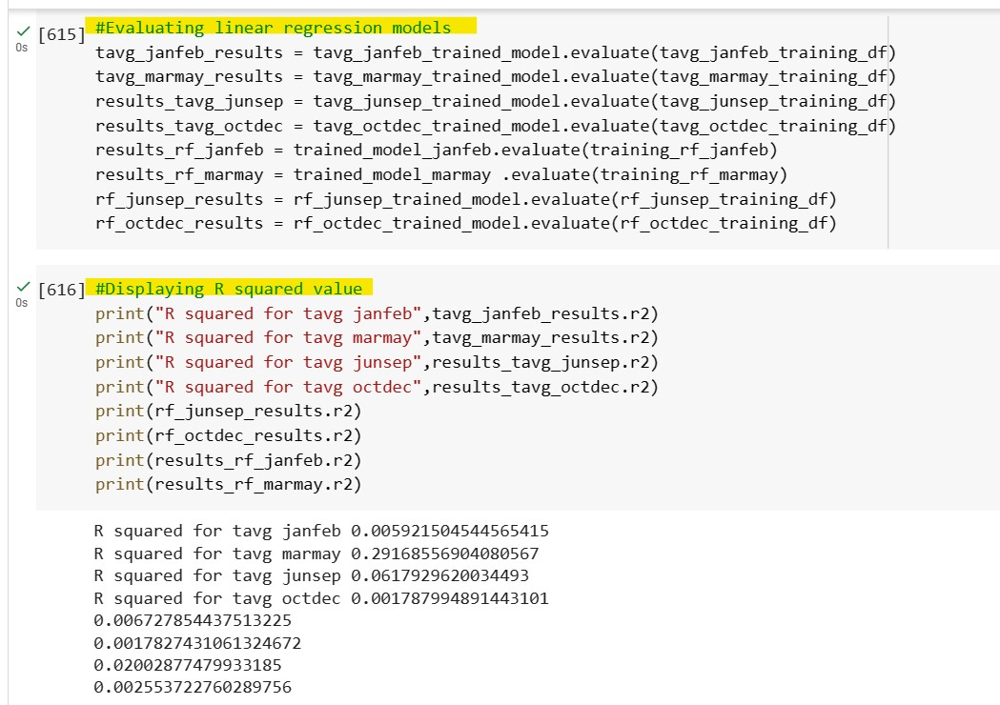 [615] #Evaluating linear regression models
0s
tavg_janfeb_results = tavg_janfeb_trained_model.evaluate(tavg_janfeb_training_df)
tavg_marmay_results = tavg_marmay_trained_model.evaluate(tavg_marmay_training_df)
results_tavg_junsep = tavg_junsep_trained_model.evaluate(tavg_junsep_training_df)
results_tavg_octdec = tavg_octdec_trained_model.evaluate(tavg_octdec_training_df)
results_rf_janfeb = trained_model_janfeb.evaluate(training_rf_janfeb)
results_rf_marmay = trained_model_marmay .evaluate(training_rf_marmay)
rf_junsep_results = rf_junsep_trained_model.evaluate(rf_junsep_training_df)
rf_octdec_results = rf_octdec_trained_model.evaluate(rf_octdec_training_df)
[616] #Displaying R squared value
0s
print("R squared for tavg janfeb",tavg_janfeb_results.r2)
print("R squared for tavg marmay",tavg_marmay_results.r2)
print("R squared for tavg junsep",results_tavg_junsep.r2)
print("R squared for tavg octdec",results_tavg_octdec.r2)
print(rf_junsep_results.r2)
print(rf_octdec_results.r2)
print(results_rf_janfeb.r2)
print(results_rf_marmay.r2)
R squared for tavg janfeb 0.005921504544565415
R squared for tavg marmay 0.29168556904080567
R squared for tavg junsep 0.0617929620034493
R squared for tavg octdec 0.001787994891443101
0.006727854437513225
0.0017827431061324672
0.02002877479933185
0.002553722760289756